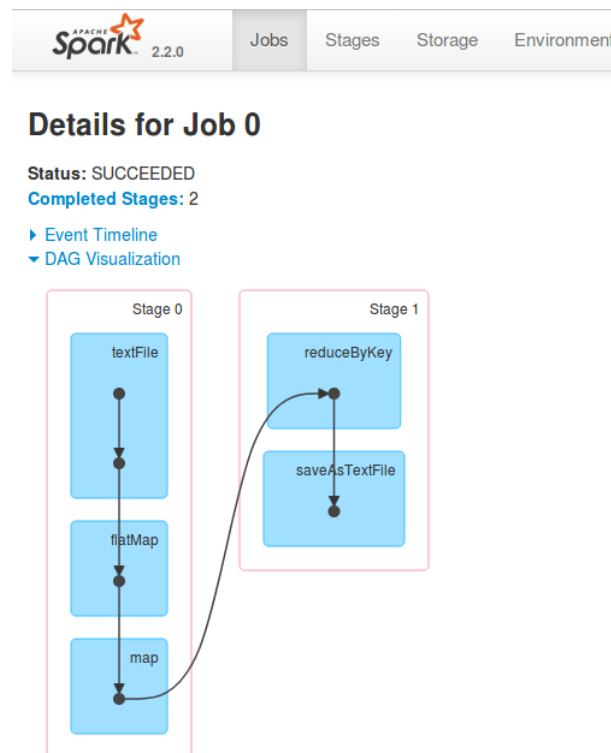 APACHE
Spark 2.2.0
Jobs Stages Storage Environment
Details for Job 0
Status: SUCCEEDED
Completed Stages: 2
Event Timeline
DAG Visualization
Stage 0
textFile
flatMap
map
Stage 1
reduceByKey
saveAsTextFile